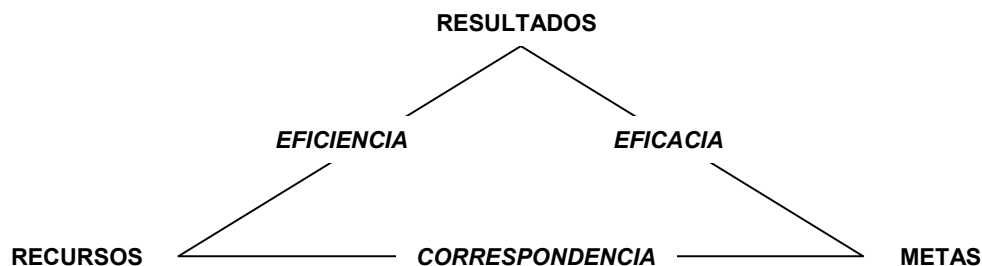 RESULTADOS
EFICIENCIA EFICACIA
RECURSOS CORRESPONDENCIA METAS